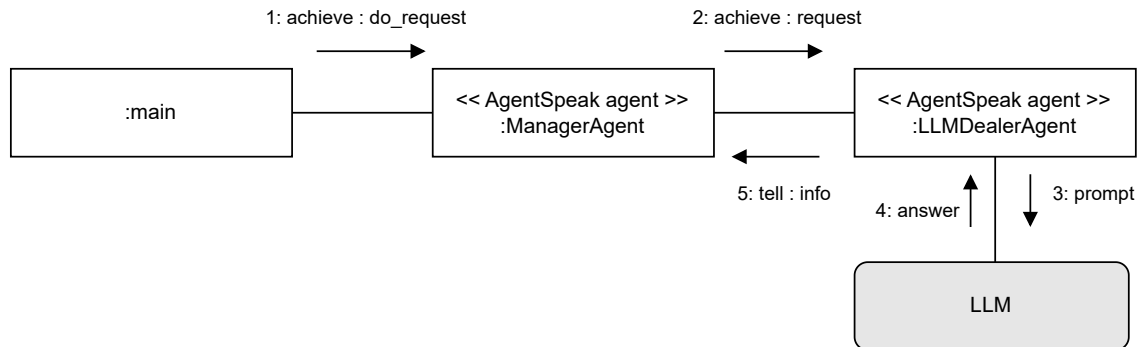 1: achieve : do_request
2: achieve : request
:main
<< AgentSpeak agent >>
:ManagerAgent
<< AgentSpeak agent >>
:LLMDealerAgent
5: tell : info
4: answer
3: prompt
LLM